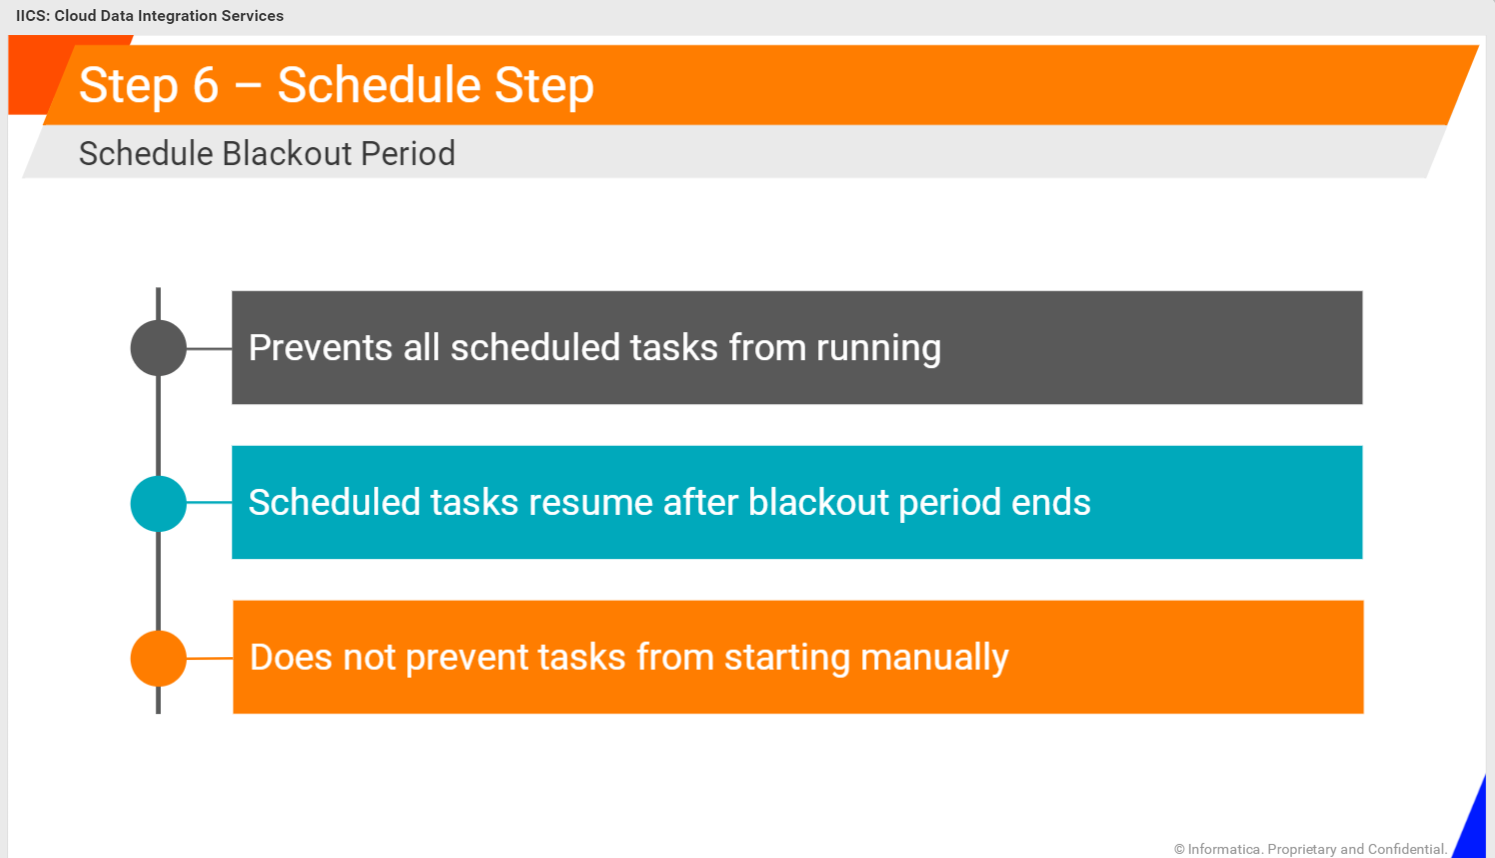 IICS: Cloud Data Integration Services
Step 6 – Schedule Step
Schedule Blackout Period
Prevents all scheduled tasks from running
Scheduled tasks resume after blackout period ends
Does not prevent tasks from starting manually
© Informatica. Proprietary and Confidential.